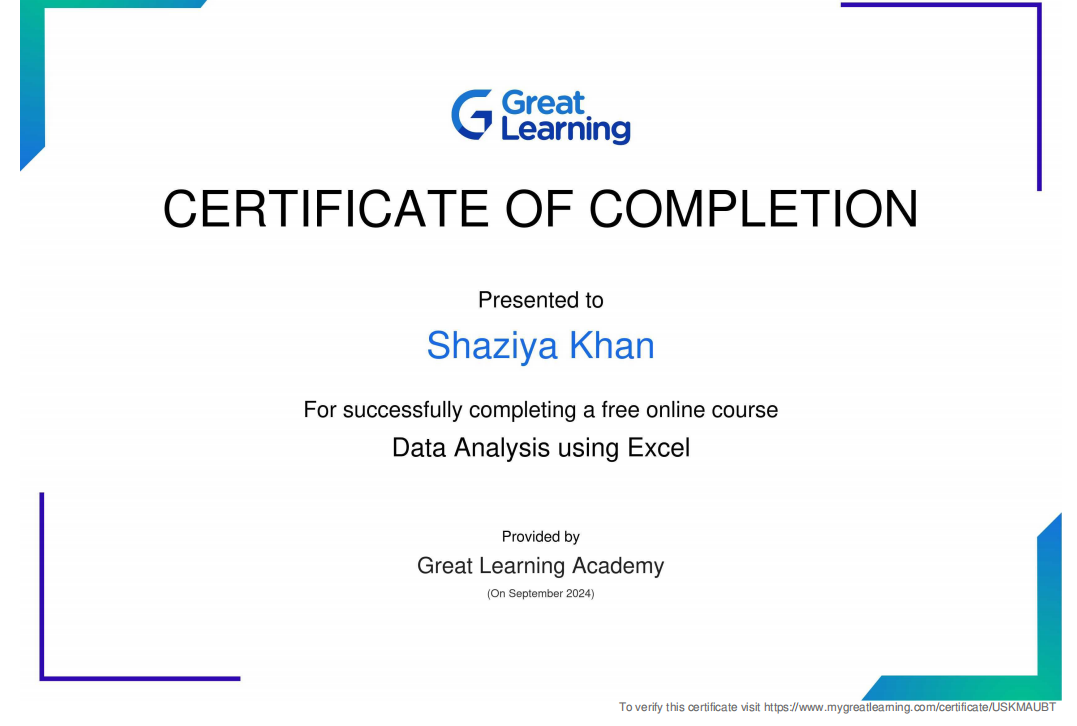 Great
Learning
CERTIFICATE OF COMPLETION
Presented to
Shaziya Khan
For successfully completing a free online course
Data Analysis using Excel
Provided by
Great Learning Academy
(On September 2024)
To verify this certificate visit https://www.mygreatlearning.com/certificate/USKMAUBT